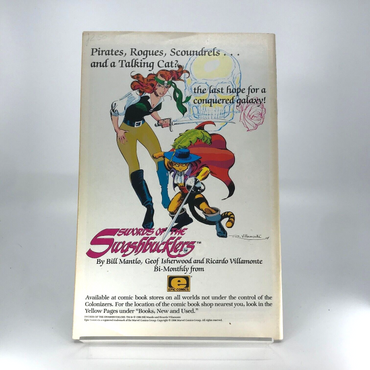 Pirates, Rogues, Scoundrels . . .
and a Talking Cat?
the last hope for a
conquered galaxy!
SWORDS OF THE
Swashbucklers™
By Bill Mantlo, Geof Isherwood and Ricardo Villamonte
Bi-Monthly from
e
EPIC COMICS
Available at comic book stores on all worlds not under the control of the
Colonizers. For the location of the comic book shop nearest you, look in the
Yellow Pages under "Books, New and Used."